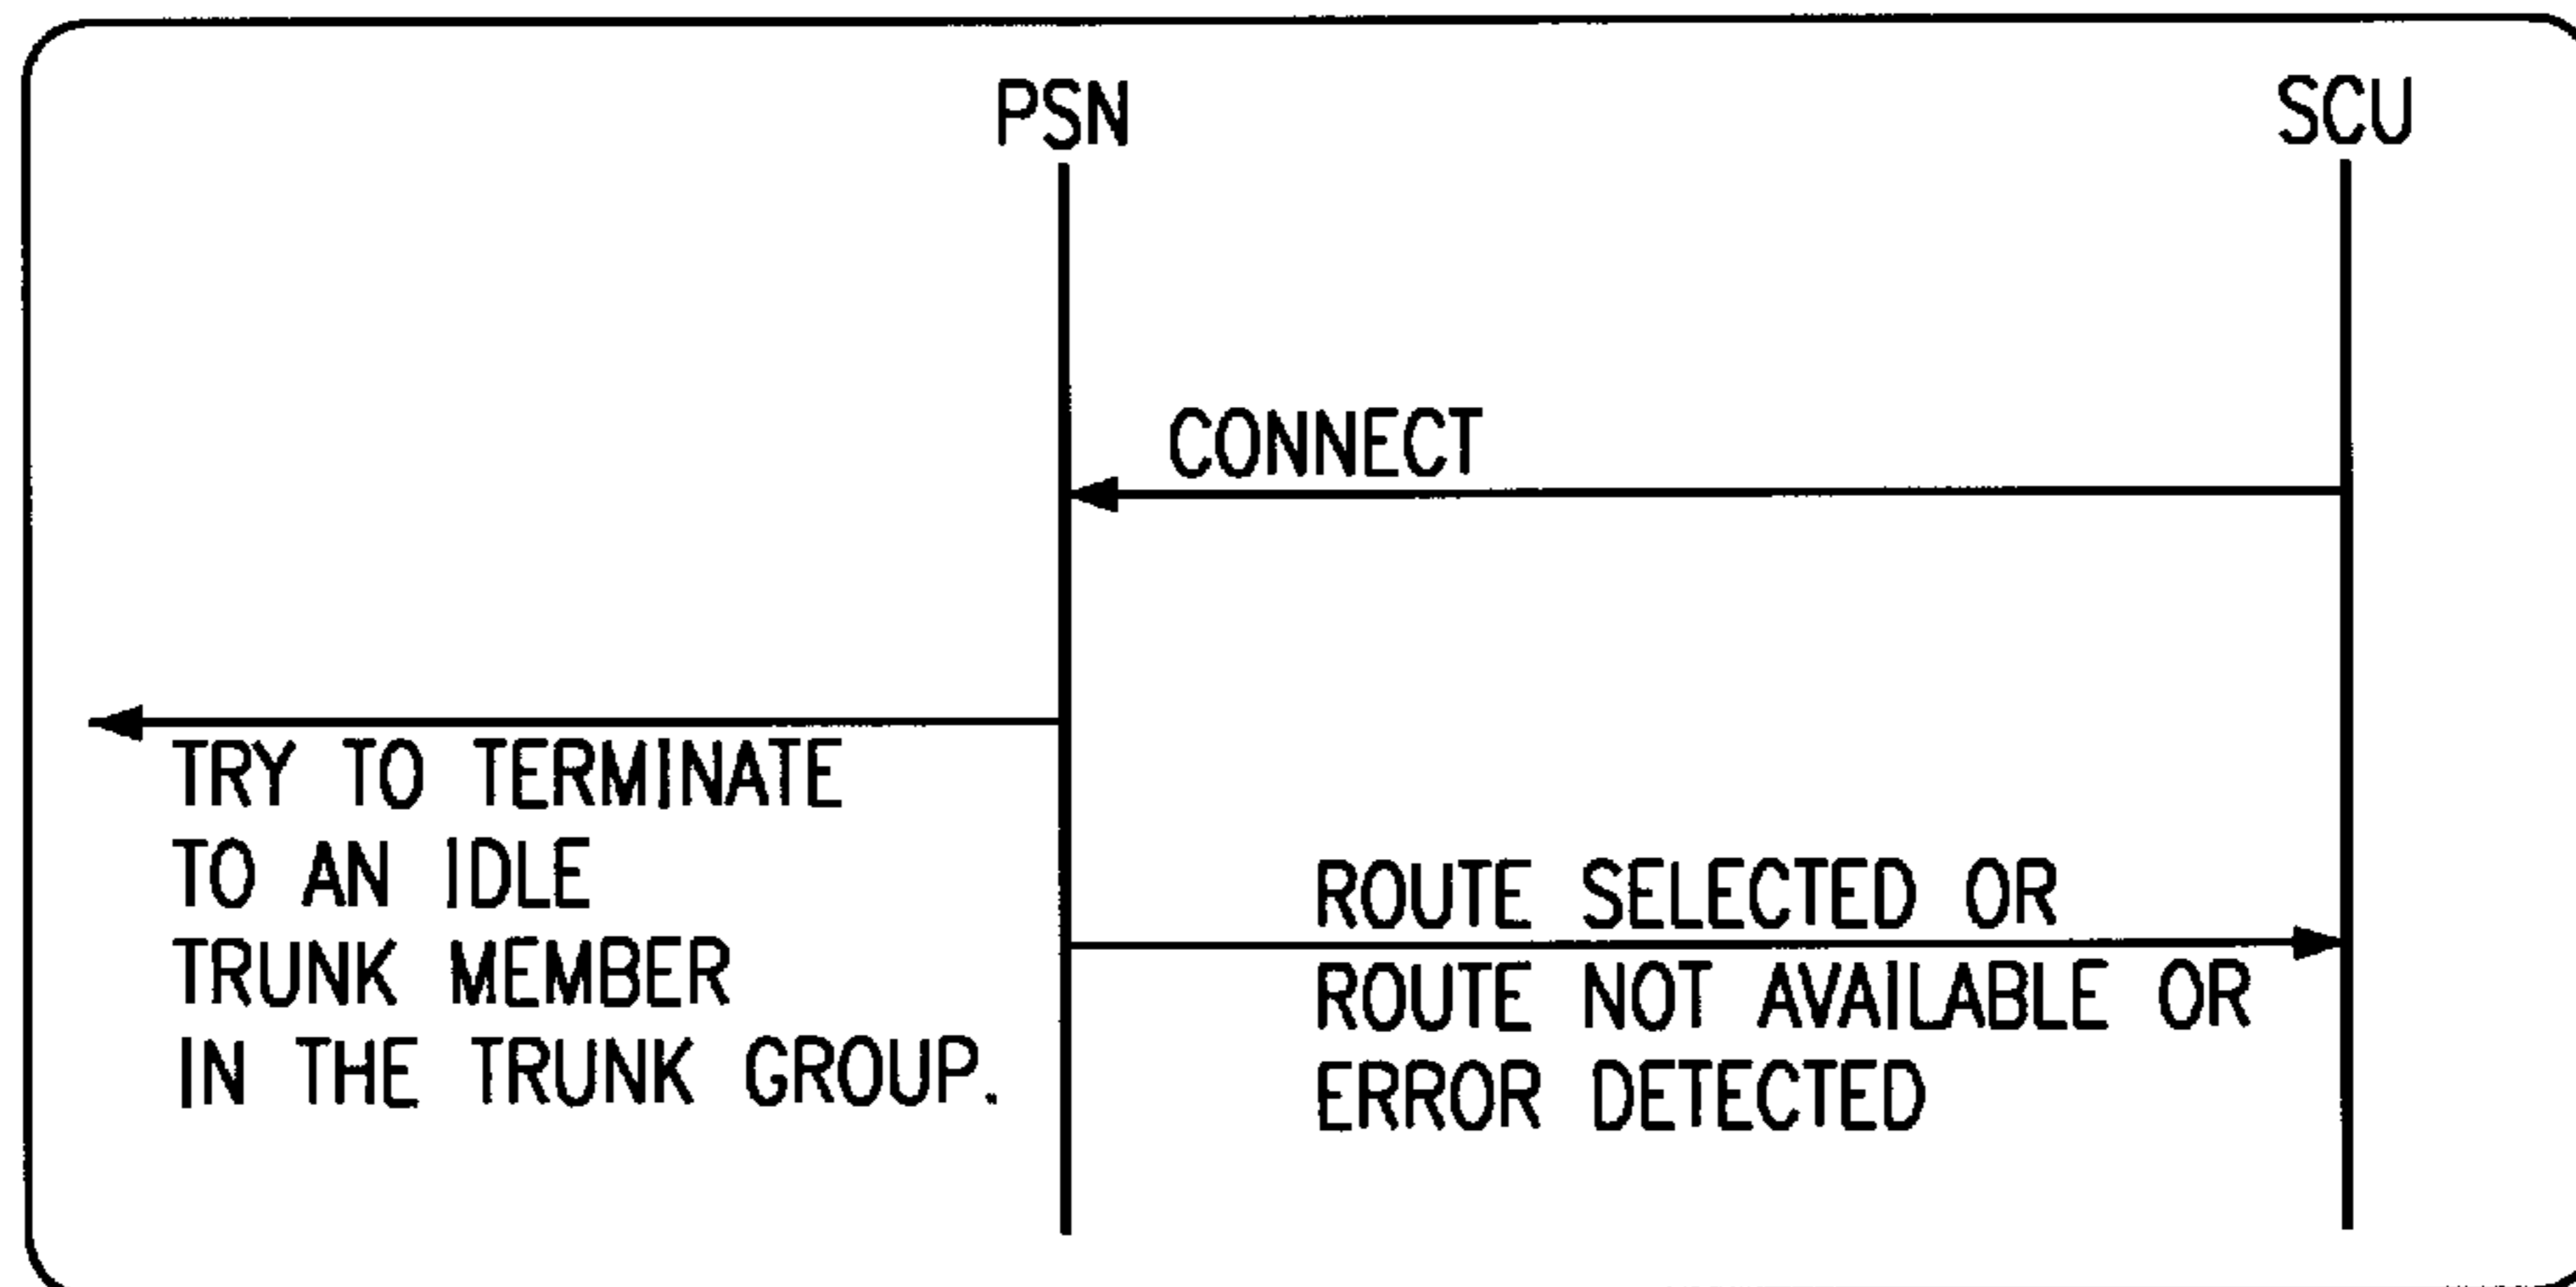 PSN
SCU
CONNECT
TRY TO TERMINATE
TO AN IDLE
TRUNK MEMBER
IN THE TRUNK GROUP.
ROUTE SELECTED OR
ROUTE NOT AVAILABLE OR
ERROR DETECTED